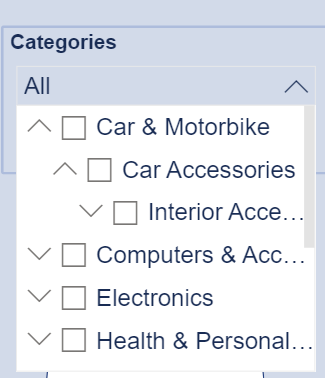 Categories
All
Car & Motorbike
Car Accessories
Interior Acce...
Computers & Acc...
Electronics
Health & Personal...